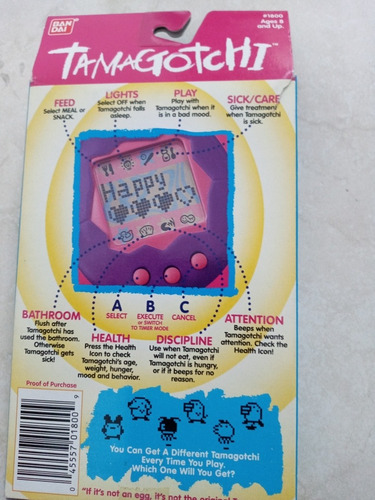 BAN
DAI
#1800
Ages 8
and Up.
TAMAGOTCHI™
FEED
Select MEAL or
SNACK.
LIGHTS
Select OFF when
Tamagotchi falls
asleep.
PLAY
Play with
Tamagotchi when it
is in a bad mood.
SICK/CARE
Give treatment
when Tamagotchi
is sick.
Happy
A B C
SELECT EXECUTE CANCEL
or SWITCH
TO TIMER MODE
BATHROOM
Flush after
Tamagotchi has
used the bathroom.
Otherwise
Tamagotchi gets
sick!
HEALTH
Press the Health
Icon to check
Tamagotchi's age,
weight, hunger,
mood and behavior.
DISCIPLINE
Use when Tamagotchi
will not eat, even if
Tamagotchi is hungry,
or if it beeps for no
reason.
ATTENTION
Beeps when
Tamagotchi wants
attention. Check the
Health Icon!
Proof of Purchase
0 45557 01800 9
You Can Get A Different Tamagotchi
Every Time You Play.
Which One Will You Get?
"If it's not an egg, it's not the original